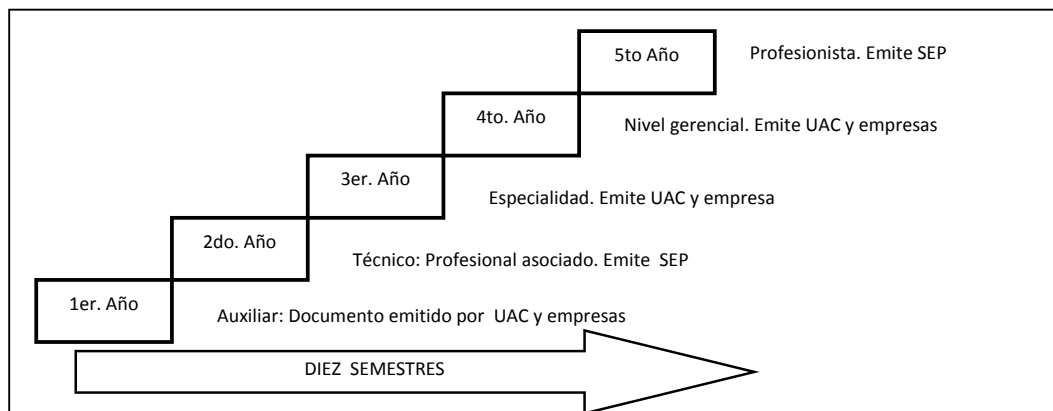 5to Año
Profesionista. Emite SEP
4to. Año
Nivel gerencial. Emite UAC y empresas
3er. Año
Especialidad. Emite UAC y empresa
2do. Año
Técnico: Profesional asociado. Emite SEP
1er. Año
Auxiliar: Documento emitido por UAC y empresas
DIEZ SEMESTRES